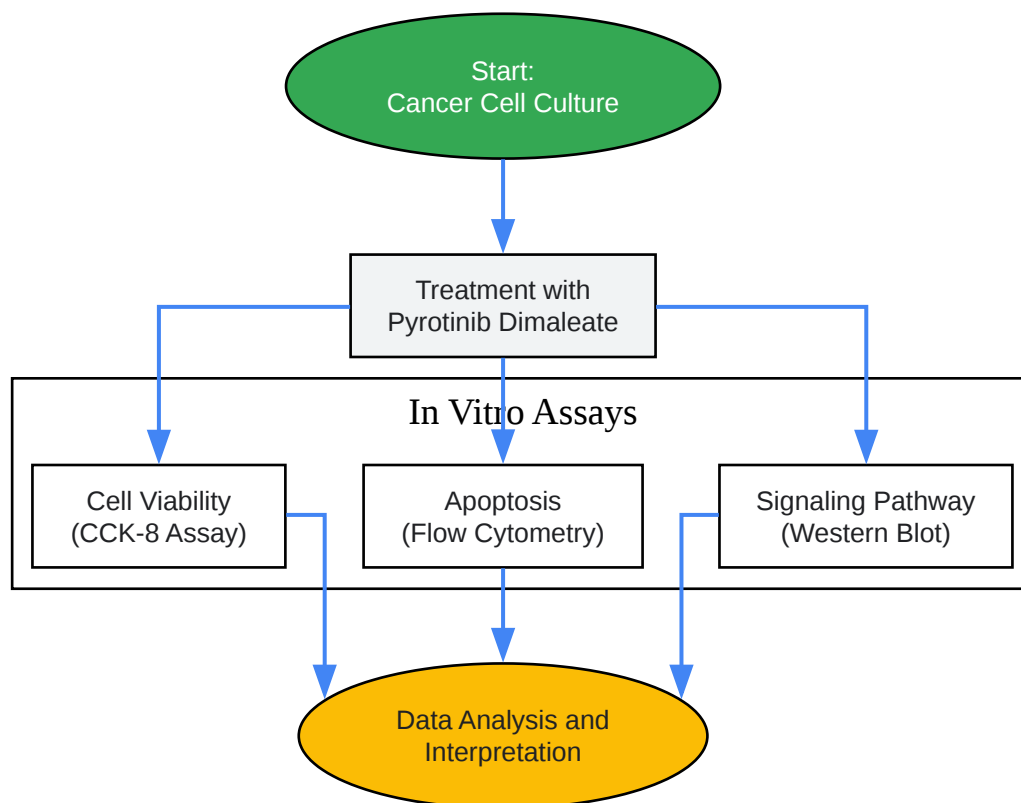 Start:
Cancer Cell Culture
Treatment with
Pyrotinib Dimaleate
In Vitro Assays
Cell Viability
(CCK-8 Assay)
Apoptosis
(Flow Cytometry)
Signaling Pathway
(Western Blot)
Data Analysis and
Interpretation